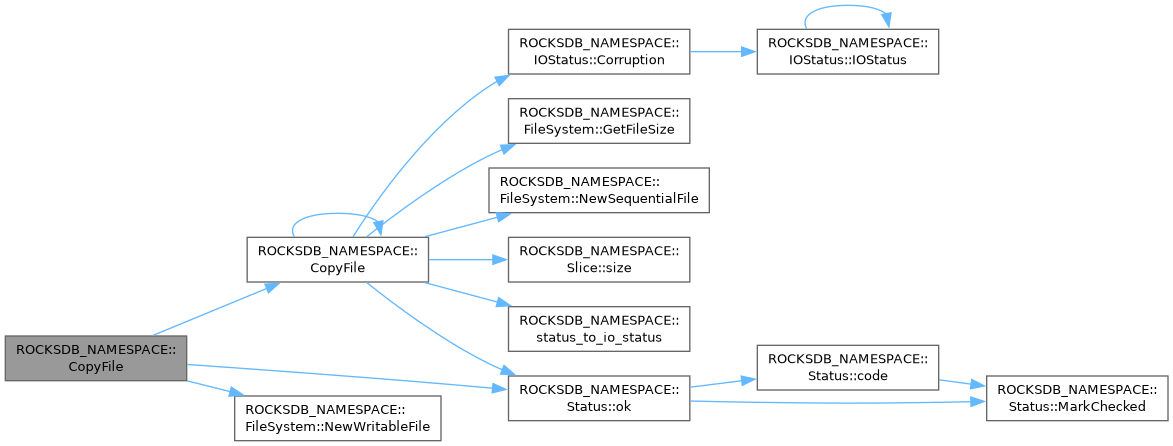 ROCKSDB_NAMESPACE::
IOStatus::Corruption
ROCKSDB_NAMESPACE::
IOStatus::IOStatus
ROCKSDB_NAMESPACE::
FileSystem::GetFileSize
ROCKSDB_NAMESPACE::
FileSystem::NewSequentialFile
ROCKSDB_NAMESPACE::
CopyFile
ROCKSDB_NAMESPACE::
Slice::size
ROCKSDB_NAMESPACE::
status_to_io_status
ROCKSDB_NAMESPACE::
CopyFile
ROCKSDB_NAMESPACE::
Status::ok
ROCKSDB_NAMESPACE::
Status::code
ROCKSDB_NAMESPACE::
Status::MarkChecked
ROCKSDB_NAMESPACE::
FileSystem::NewWritableFile